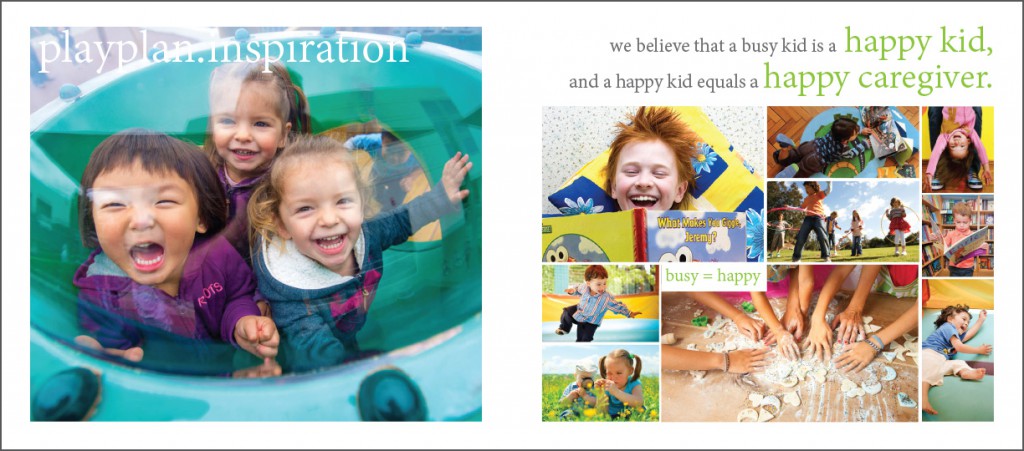 playplan.inspiration
we believe that a busy kid is a happy kid,
and a happy kid equals a happy caregiver.
What Makes You Giggle,
Jeremy?
busy = happy
ROOTS